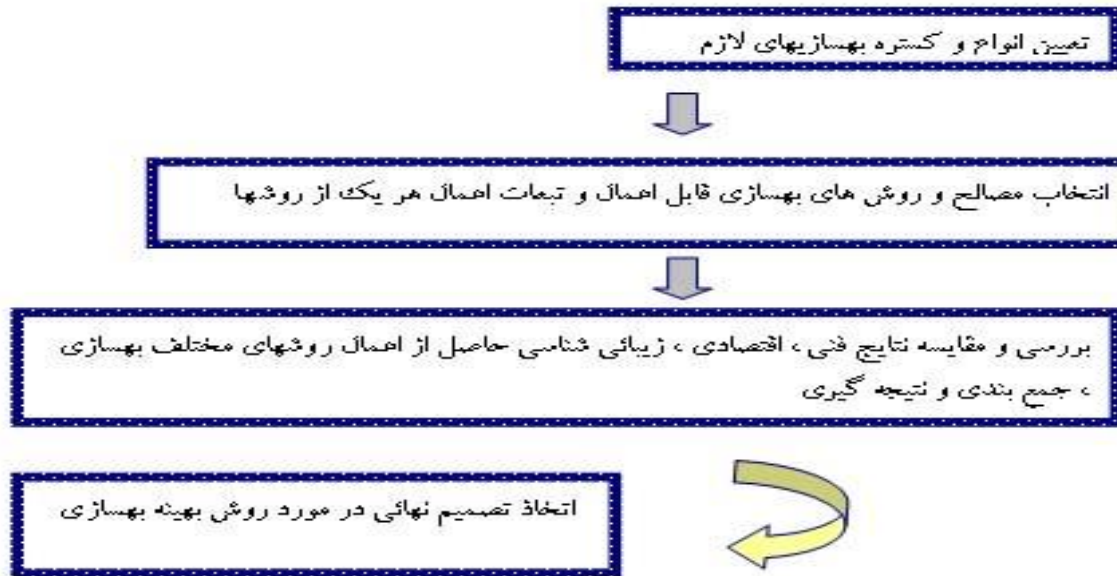 تعیین انواع و گستره بهسازیهای لازم
انتخاب مصالح و روش های بهسازی قابل اعمال و تبعات اعمال هر یک از روشها
بررسی و مقایسه نتایج فنی ، اقتصادی ، زیبائی شناسی حاصل از اعمال روشهای مختلف بهسازی
، جمع بندی و نتیجه گیری
اتخاذ تصمیم نهائی در مورد روش بهینه بهسازی